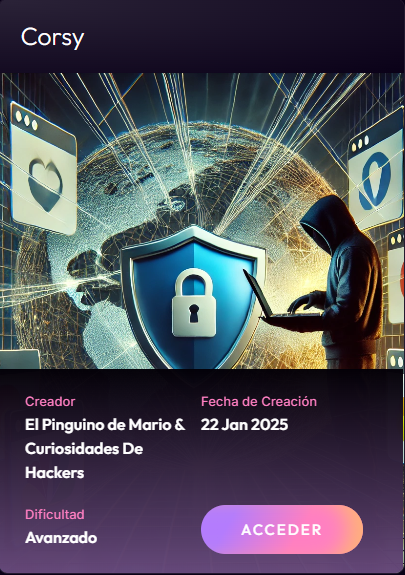 Corsy
Creador
El Pinguino de Mario &
Curiosidades De
Hackers
Fecha de Creación
22 Jan 2025
Dificultad
Avanzado
ACCEDER